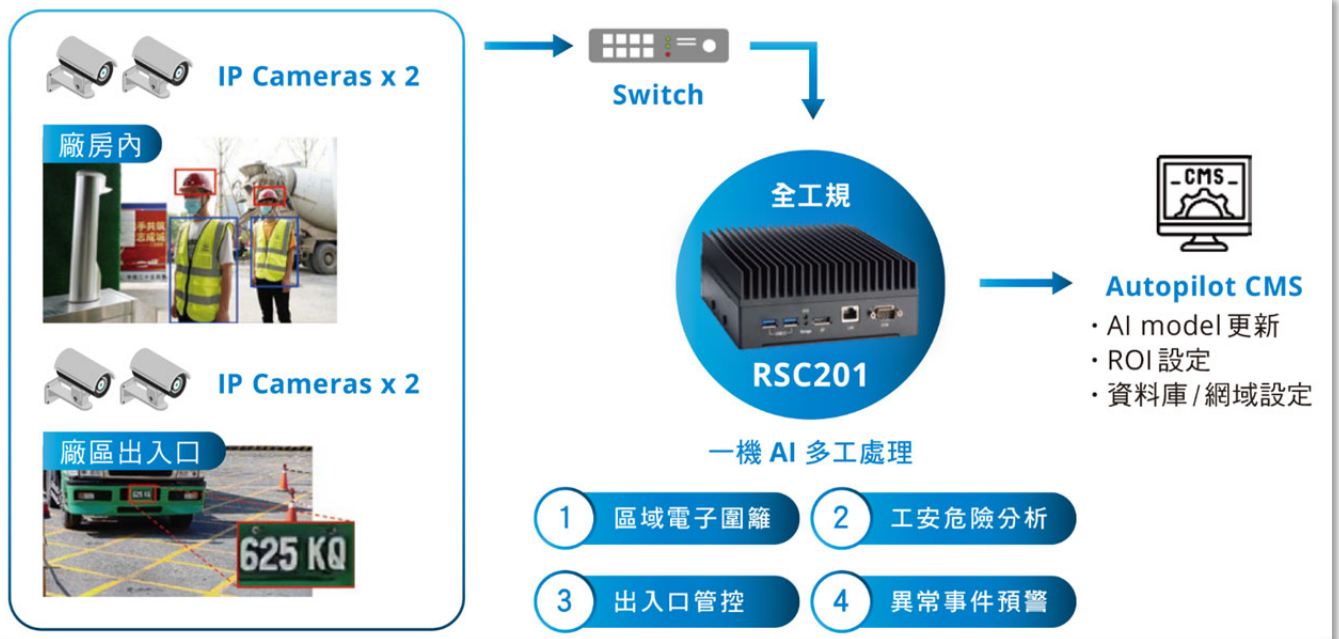 IP Cameras x 2
廠房內
IP Cameras x 2
廠區出入口
625 KQ
Switch
全工規
RSC201
一機 AI 多工處理
1 區域電子圍籬
2 工安危險分析
3 出入口管控
4 異常事件預警
CMS
Autopilot CMS
・AI model 更新
・ROI 設定
・資料庫 / 網域設定